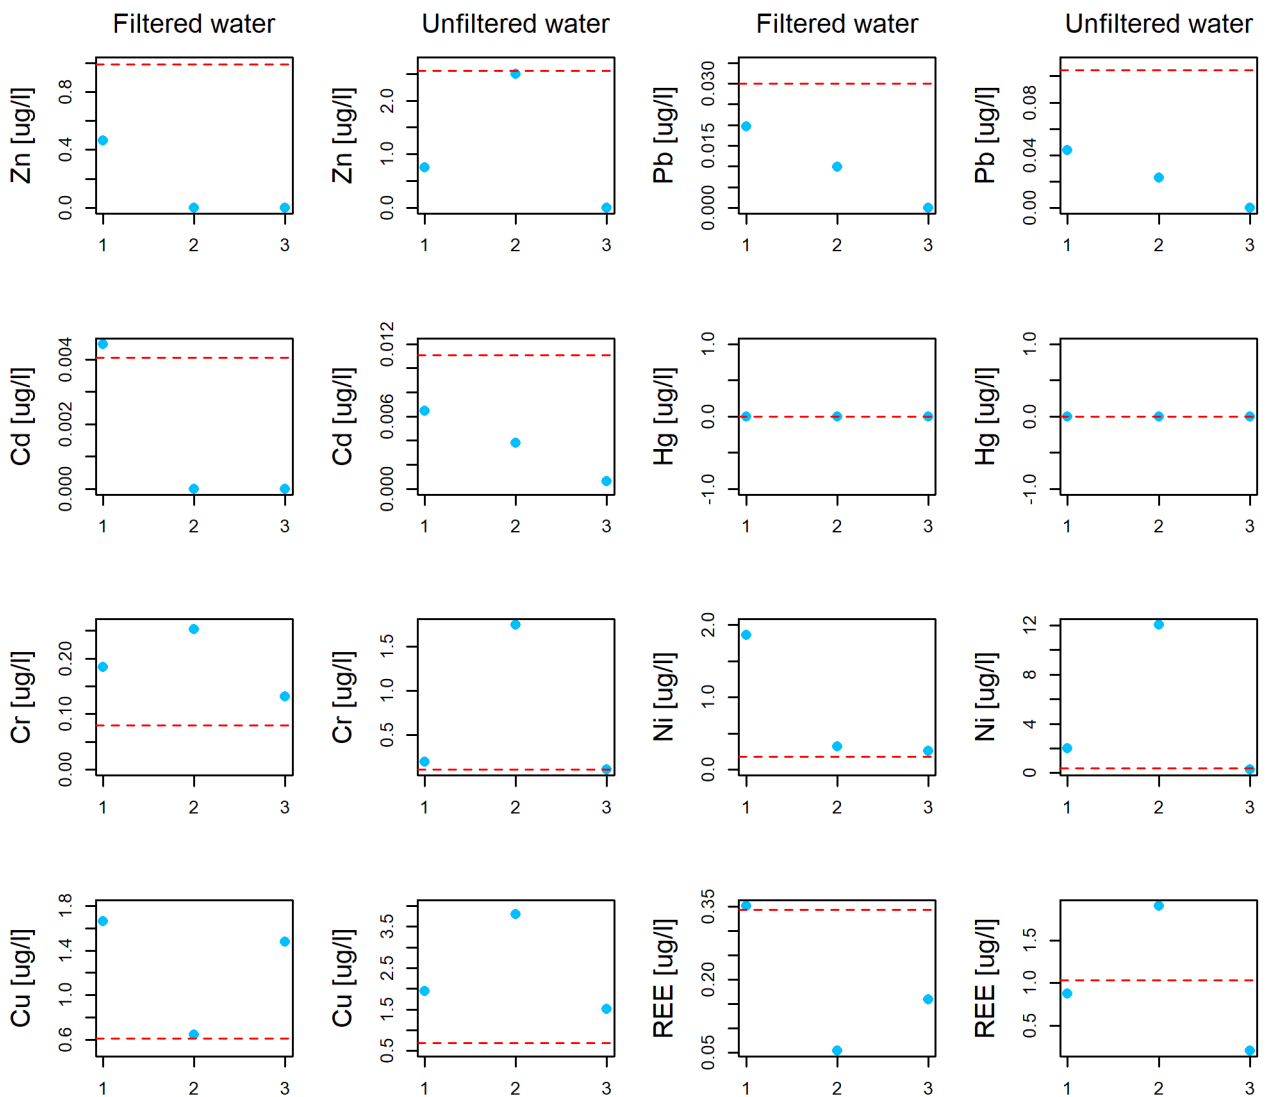 Filtered water Unfiltered water Filtered water Unfiltered water
Zn [ug/l] 0.0 0.4 0.8 1 2 3
Zn [ug/l] 0.0 1.0 2.0 1 2 3
Pb [ug/l] 0.000 0.015 0.030 1 2 3
Pb [ug/l] 0.00 0.04 0.08 1 2 3
Cd [ug/l] 0.000 0.002 0.004 1 2 3
Cd [ug/l] 0.000 0.006 0.012 1 2 3
Hg [ug/l] -1.0 0.0 1.0 1 2 3
Hg [ug/l] -1.0 0.0 1.0 1 2 3
Cr [ug/l] 0.00 0.10 0.20 1 2 3
Cr [ug/l] 0.5 1.0 1.5 1 2 3
Ni [ug/l] 0.0 1.0 2.0 1 2 3
Ni [ug/l] 0 4 8 12 1 2 3
Cu [ug/l] 0.6 1.0 1.4 1.8 1 2 3
Cu [ug/l] 0.5 1.5 2.5 3.5 1 2 3
REE [ug/l] 0.05 0.20 0.35 1 2 3
REE [ug/l] 0.5 1.0 1.5 1 2 3